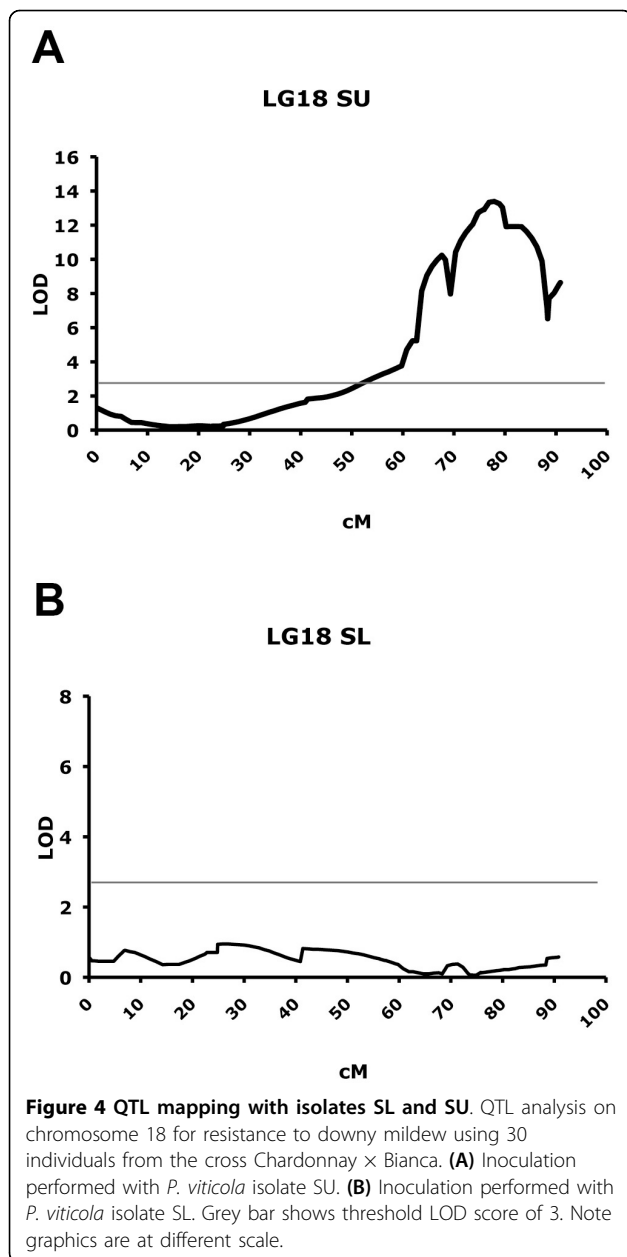 A
LG18 SU
16
14
12
10
8
6
4
2
0
LOD
0 10 20 30 40 50 60 70 80 90 100
cM
B
LG18 SL
8
6
4
2
0
LOD
0 10 20 30 40 50 60 70 80 90 100
cM
Figure 4 QTL mapping with isolates SL and SU. QTL analysis on
chromosome 18 for resistance to downy mildew using 30
individuals from the cross Chardonnay × Bianca. (A) Inoculation
performed with P. viticola isolate SU. (B) Inoculation performed with
P. viticola isolate SL. Grey bar shows threshold LOD score of 3. Note
graphics are at different scale.